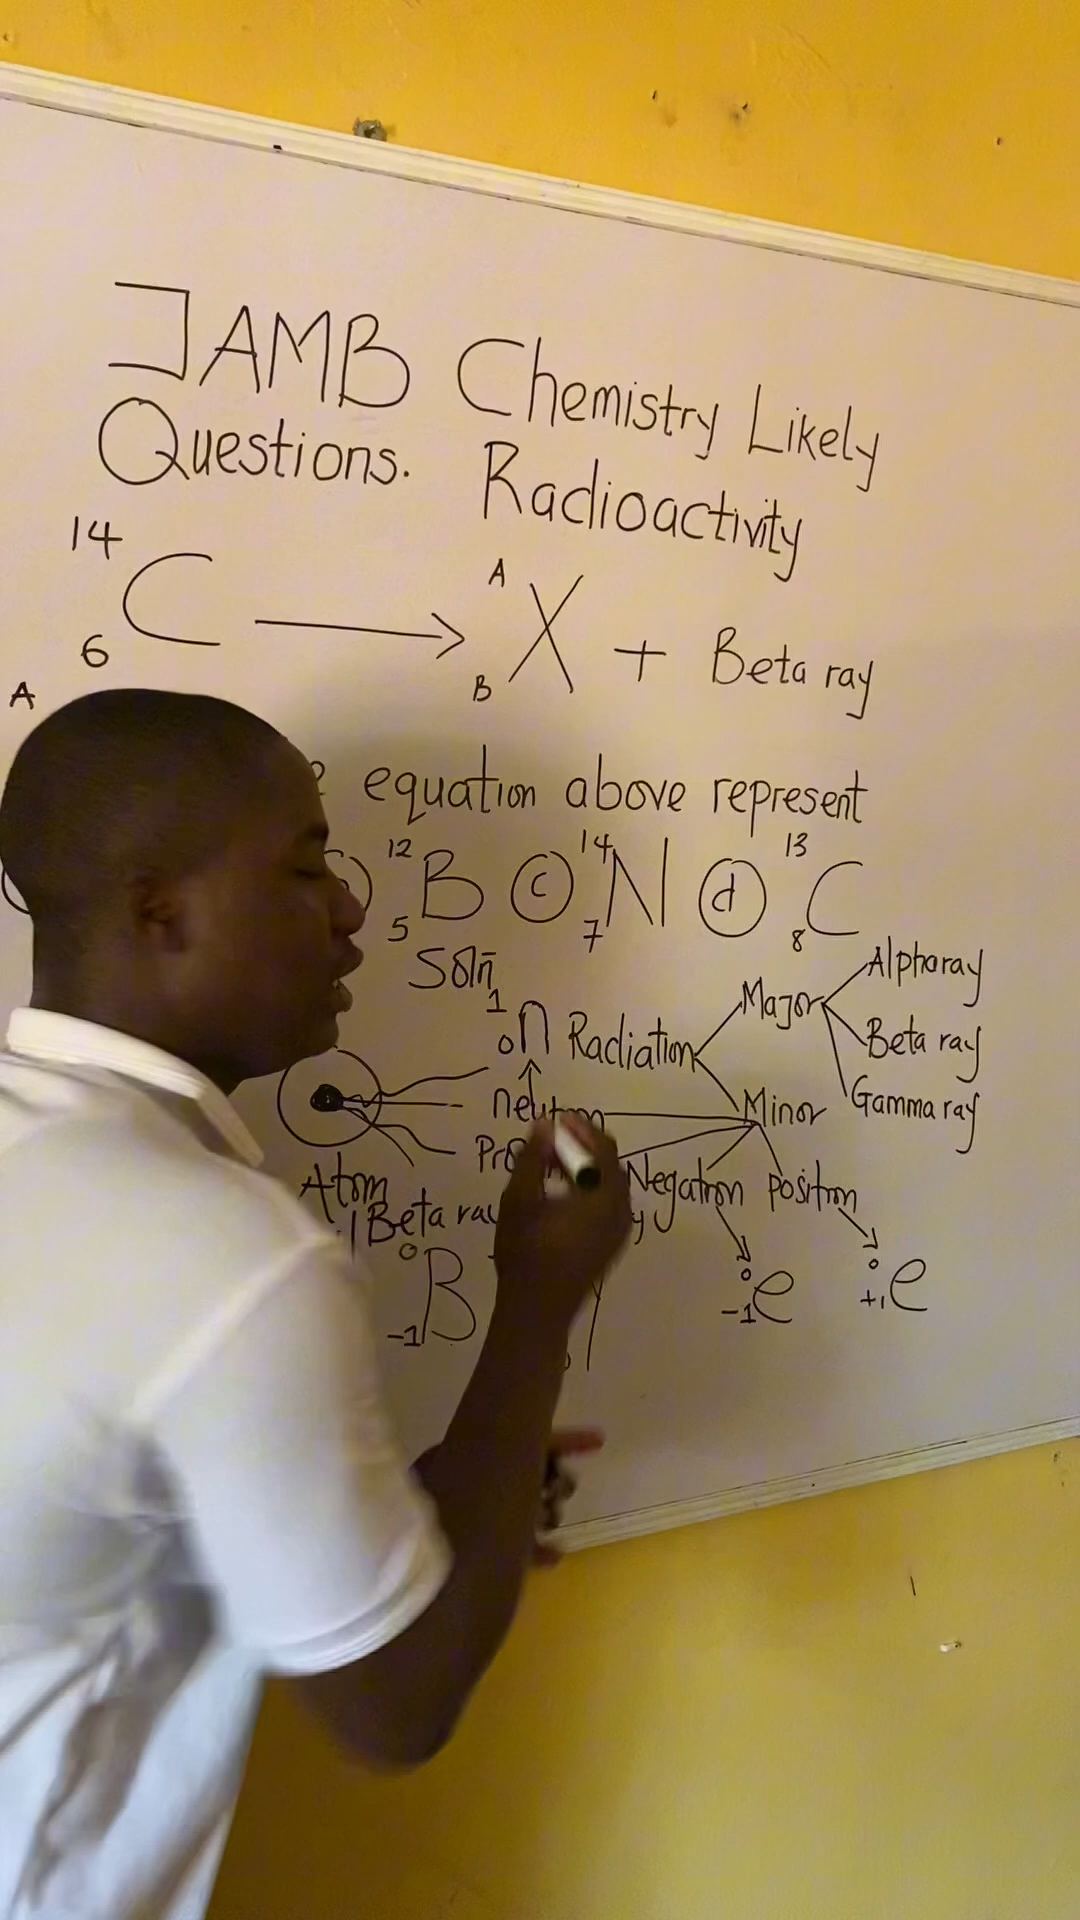 JAMB Chemistry Likely
Questions. Radioactivity
14 6 C → A B X + Beta ray
A
equation above represent
12 5 B (c) 14 7 N (d) 13 8 C
Soln
1 0 n Radiation Major Alpharay
Beta ray
Gamma ray
neutron Minor
Negatron positron
Atom
Beta ray
0 -1 B 0 -1 e 0 +1 e